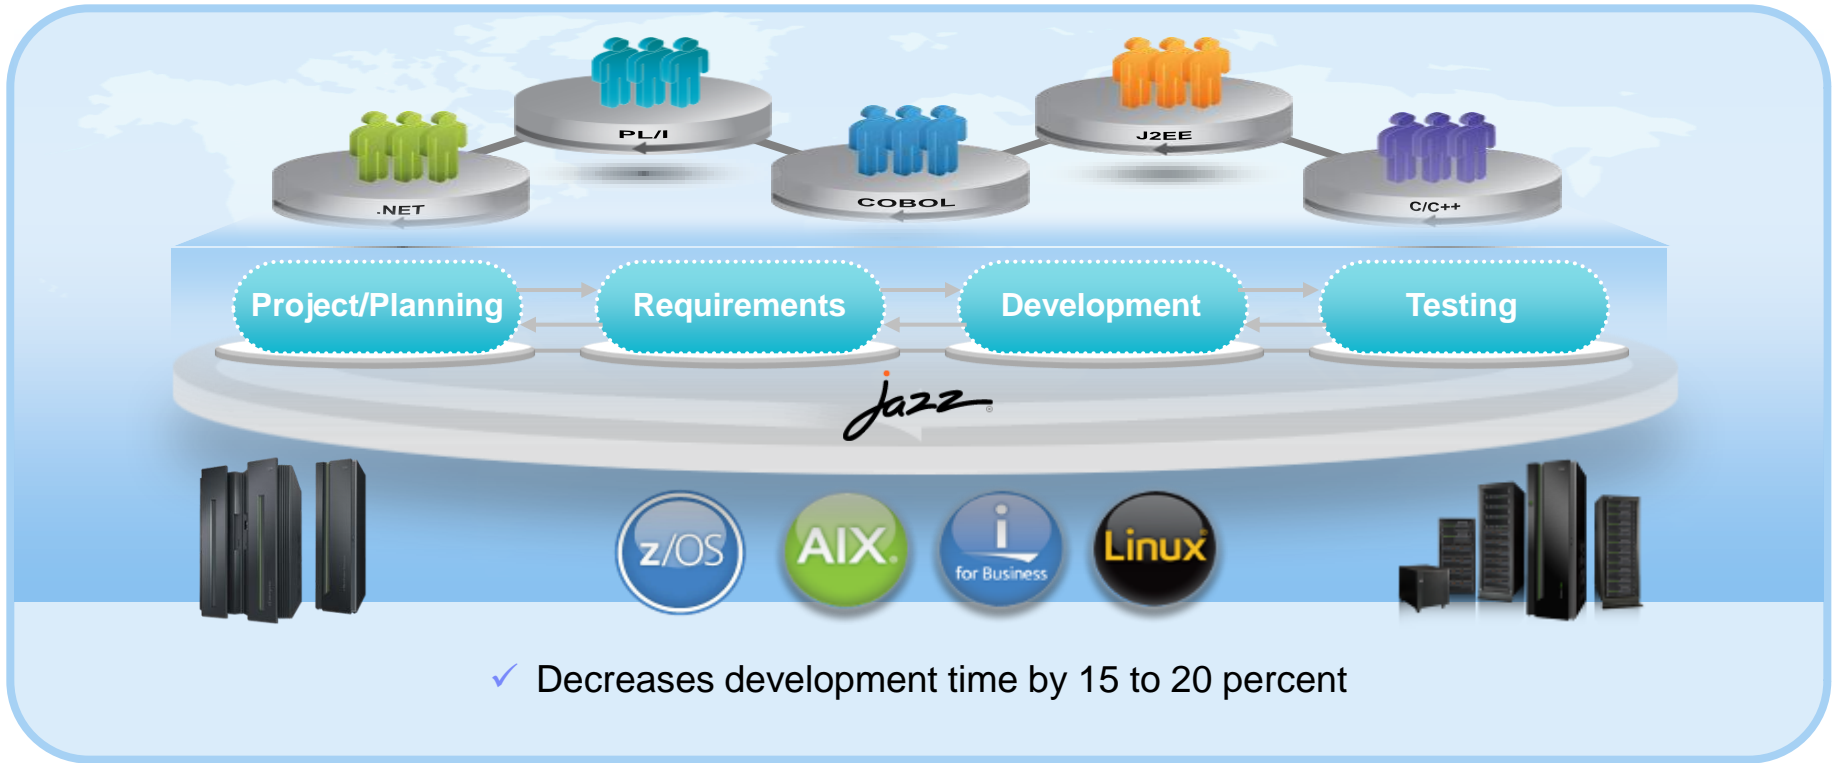 PL/I
J2EE
.NET
COBOL
C/C++
Project/Planning
Requirements
Development
Testing
jazz
z/OS
AIX
i
for Business
Linux
✓ Decreases development time by 15 to 20 percent